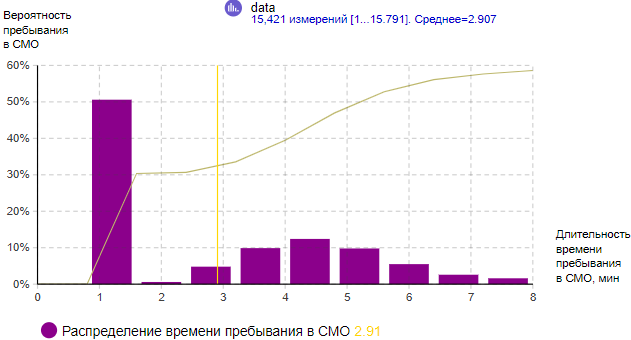 Вероятность
пребывания
в СМО
data
15,421 измерений [1...15.791]. Среднее=2.907
60%
50%
40%
30%
20%
10%
0%
0 1 2 3 4 5 6 7 8
Длительность
времени
пребывания
в СМО, мин
Распределение времени пребывания в СМО 2.91